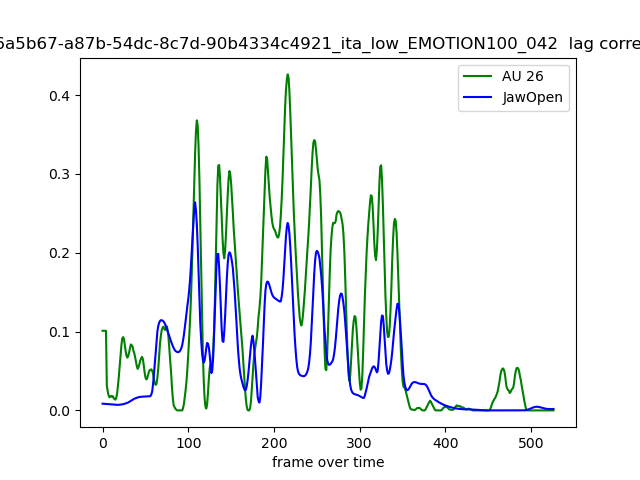 6a5b67-a87b-54dc-8c7d-90b4334c4921_ita_low_EMOTION100_042 lag corre
AU 26
JawOpen
0.4
0.3
0.2
0.1
0.0
0 100 200 300 400 500
frame over time